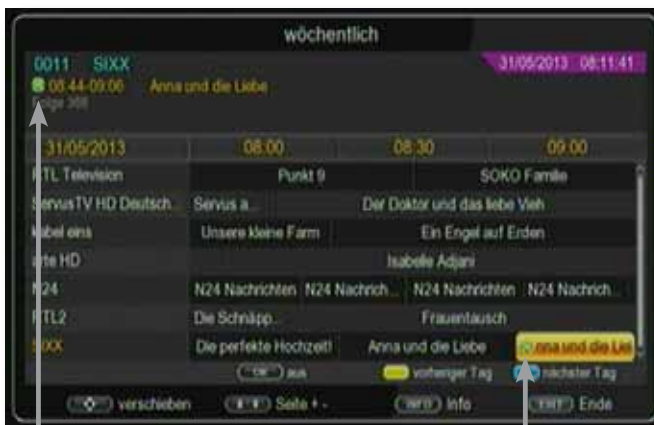 wöchentlich
0011 SIXX 31/05/2013 08:11:41
08:44-09:06 Anna und die Liebe
Folge 368
31/05/2013 08:00 08:30 09:00
RTL Television Punkt 9 SOKO Familie
ServusTV HD Deutsch... Servus a... Der Doktor und das liebe Vieh
kabel eins Unsere kleine Farm Ein Engel auf Erden
arte HD Isabelle Adjani
N24 N24 Nachrichten N24 Nachrich... N24 Nachrichten N24 Nachrich...
RTL2 Die Schnäpp... Frauentausch
SIXX Die perfekte Hochzeit! Anna und die Liebe nna und die Lie
OK aus vorheriger Tag nächster Tag
verschieben Seite + - INFO Info EXIT Ende